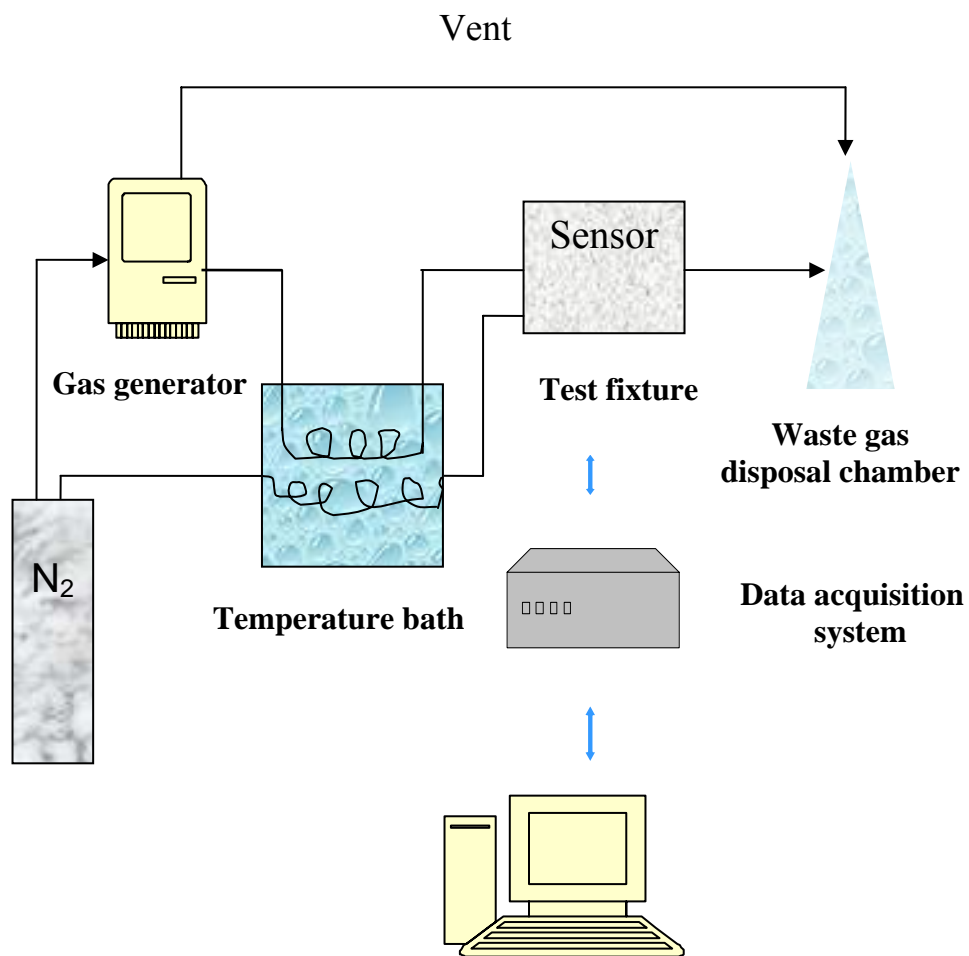 Vent
Sensor
Gas generator
Test fixture
Waste gas
disposal chamber
N₂
Temperature bath
Data acquisition
system